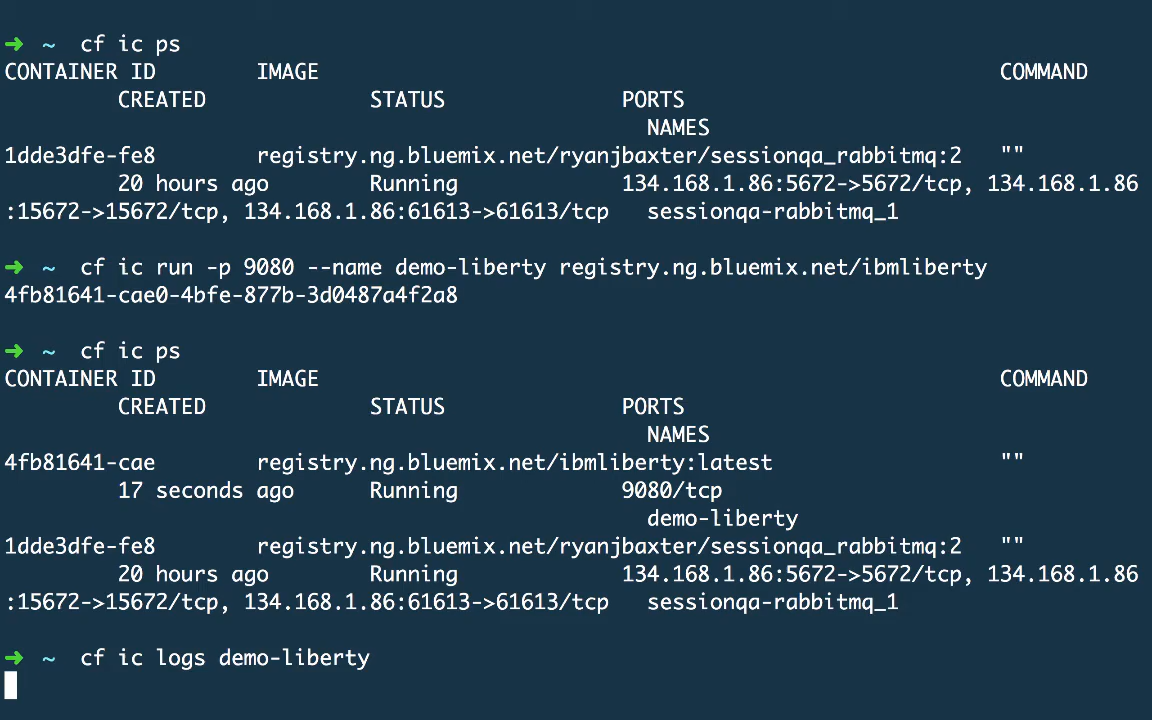 ➜  ~  cf ic ps
CONTAINER ID        IMAGE                                                      COMMAND
         CREATED             STATUS              PORTS
                                                   NAMES
1dde3dfe-fe8        registry.ng.bluemix.net/ryanjbaxter/sessionqa_rabbitmq:2   ""
         20 hours ago        Running             134.168.1.86:5672->5672/tcp, 134.168.1.86
:15672->15672/tcp, 134.168.1.86:61613->61613/tcp   sessionqa-rabbitmq_1
➜  ~  cf ic run -p 9080 --name demo-liberty registry.ng.bluemix.net/ibmliberty
4fb81641-cae0-4bfe-877b-3d0487a4f2a8
➜  ~  cf ic ps
CONTAINER ID        IMAGE                                                      COMMAND
         CREATED             STATUS              PORTS
                                                   NAMES
4fb81641-cae        registry.ng.bluemix.net/ibmliberty:latest                  ""
         17 seconds ago      Running             9080/tcp
                                                   demo-liberty
1dde3dfe-fe8        registry.ng.bluemix.net/ryanjbaxter/sessionqa_rabbitmq:2   ""
         20 hours ago        Running             134.168.1.86:5672->5672/tcp, 134.168.1.86
:15672->15672/tcp, 134.168.1.86:61613->61613/tcp   sessionqa-rabbitmq_1
➜  ~  cf ic logs demo-liberty